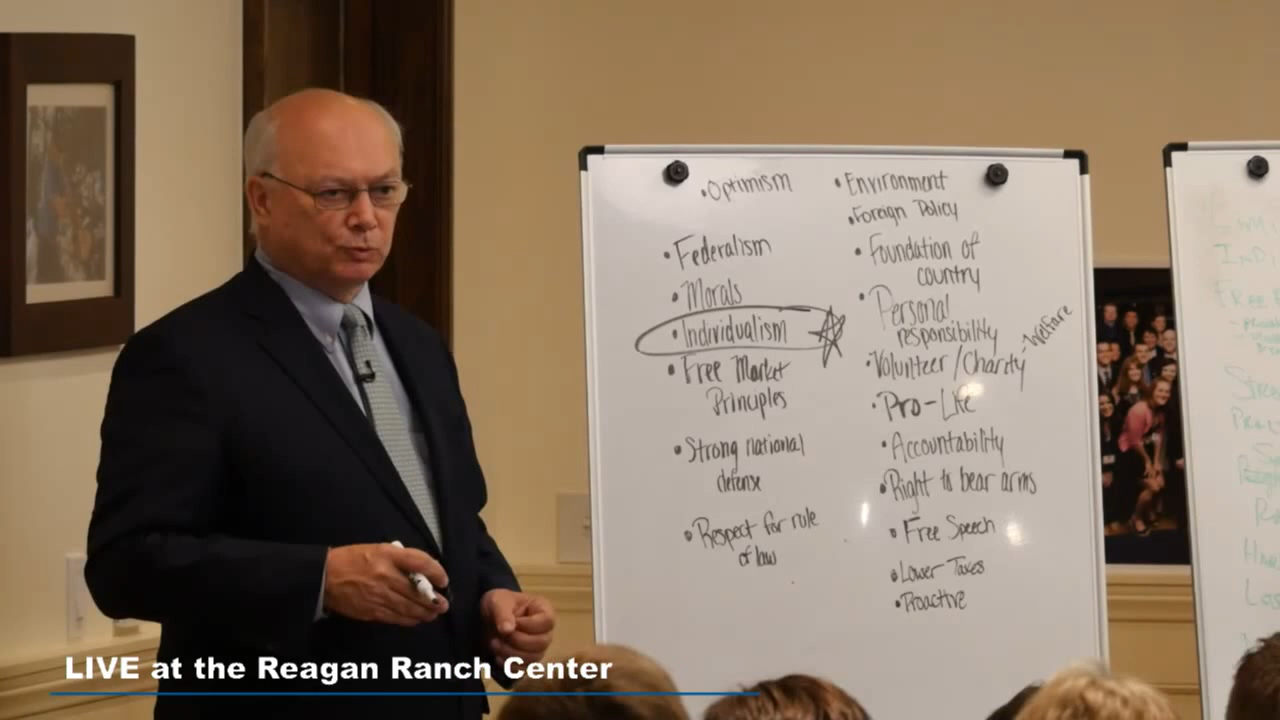 • Optimism
• Federalism
• Morals
• Individualism
• Free Market
Principles
• Strong national
defense
• Respect for rule
of law
• Environment
• Foreign Policy
• Foundation of
country
• Personal
responsibility
• Volunteer/Charity-Welfare
• Pro-Life
• Accountability
• Right to bear arms
• Free Speech
• Lower Taxes
• Proactive
LIVE at the Reagan Ranch Center